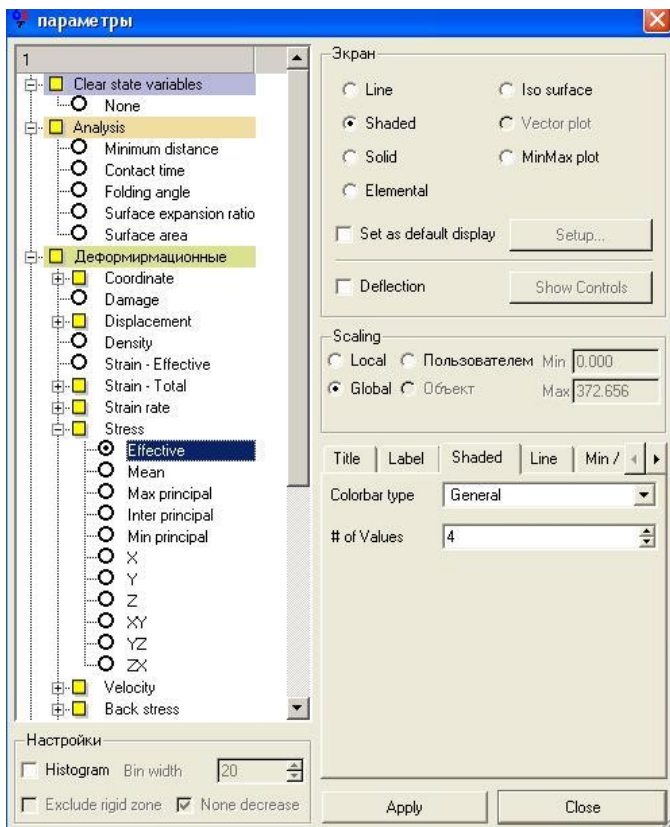 параметры
1
Clear state variables
None
Analysis
Minimum distance
Contact time
Folding angle
Surface expansion ratio
Surface area
Деформирмационные
Coordinate
Damage
Displacement
Density
Strain - Effective
Strain - Total
Strain rate
Stress
Effective
Mean
Max principal
Inter principal
Min principal
X
Y
Z
XY
YZ
ZX
Velocity
Back stress
Настройки
Histogram Bin width 20
Exclude rigid zone None decrease
Экран
Line Iso surface
Shaded Vector plot
Solid MinMax plot
Elemental
Set as default display Setup...
Deflection Show Controls
Scaling
Local Пользователем Min 0.000
Global Объект Max 372.656
Title Label Shaded Line Min /
Colorbar type General
# of Values 4
Apply Close